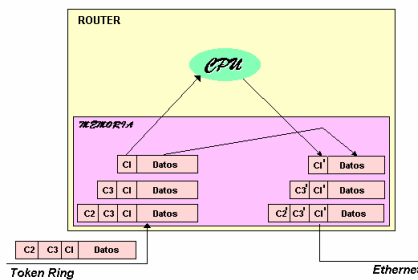 ROUTER
CPU
MEMORIA
CI Datos
CI' Datos
C3 CI Datos
C3' CI' Datos
C2 C3 CI Datos
C2' C3' CI' Datos
C2 C3 CI Datos
Token Ring
Ethernet